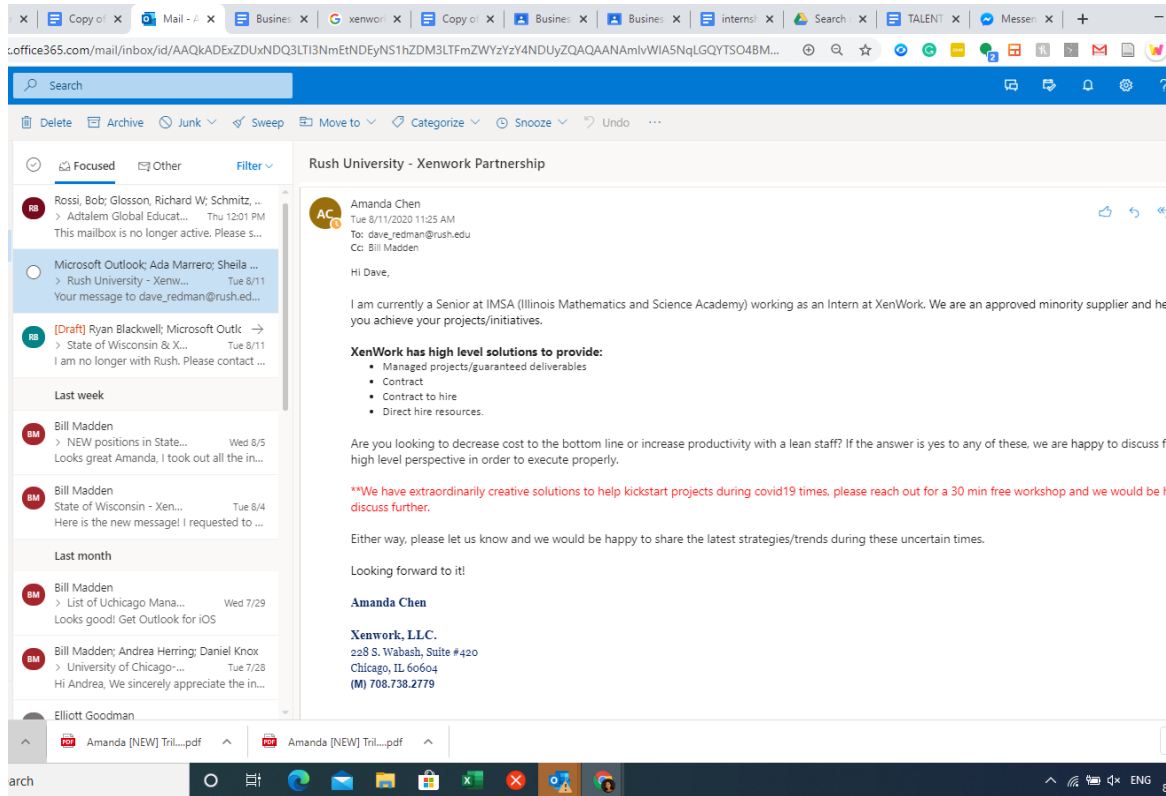 Copy of
Mail - A
Busines
xenwork
Copy of
Busines
Busines
internsh
Search
TALENT
Messen
.office365.com/mail/inbox/id/
Search
Delete Archive Junk Sweep Move to Categorize Snooze Undo ...
Focused Other Filter
Rush University - Xenwork Partnership
RB
Rossi, Bob; Glosson, Richard W; Schmitz, ...
> Adtalem Global Educat... Thu 12:01 PM
This mailbox is no longer active. Please s...
Microsoft Outlook; Ada Marrero; Sheila ...
> Rush University - Xenw... Tue 8/11
Your message to dave_redman@rush.ed...
RB
[Draft] Ryan Blackwell; Microsoft Outlc
> State of Wisconsin & X... Tue 8/11
I am no longer with Rush. Please contact ...
Last week
BM
Bill Madden
> NEW positions in State... Wed 8/5
Looks great Amanda, I took out all the in...
BM
Bill Madden
State of Wisconsin - Xen... Tue 8/4
Here is the new message! I requested to ...
Last month
BM
Bill Madden
> List of Uchicago Mana... Wed 7/29
Looks good! Get Outlook for iOS
BM
Bill Madden; Andrea Herring; Daniel Knox
> University of Chicago-... Tue 7/28
Hi Andrea, We sincerely appreciate the in...
Elliott Goodman
AC
Amanda Chen
Tue 8/11/2020 11:25 AM
To: dave_redman@rush.edu
Cc: Bill Madden
Hi Dave,
I am currently a Senior at IMSA (Illinois Mathematics and Science Academy) working as an Intern at XenWork. We are an approved minority supplier and he
you achieve your projects/initiatives.
XenWork has high level solutions to provide:
• Managed projects/guaranteed deliverables
• Contract
• Contract to hire
• Direct hire resources.
Are you looking to decrease cost to the bottom line or increase productivity with a lean staff? If the answer is yes to any of these, we are happy to discuss f
high level perspective in order to execute properly.
**We have extraordinarily creative solutions to help kickstart projects during covid19 times, please reach out for a 30 min free workshop and we would be h
discuss further.
Either way, please let us know and we would be happy to share the latest strategies/trends during these uncertain times.
Looking forward to it!
Amanda Chen
Xenwork, LLC.
228 S. Wabash, Suite #420
Chicago, IL 60604
(M) 708.738.2779
Amanda [NEW] Tril....pdf
Amanda [NEW] Tril....pdf
arch
ENG